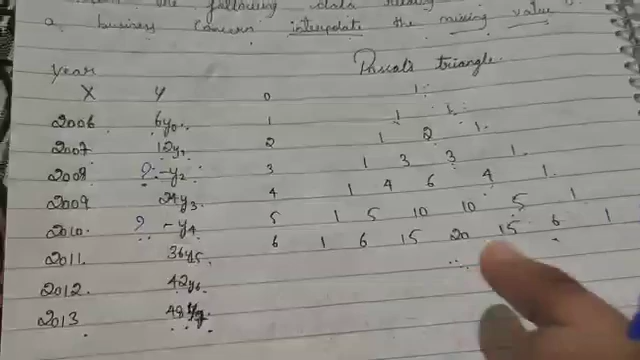 the following data relating
a business concern interpolate the missing value
year Pascal's triangle
X Y 0 1
2006 6y0 1 1 1
2007 12y1 2 1 2 1
2008 ? -y2 3 1 3 3 1
2009 24y3 4 1 4 6 4 1
2010 ? -y4 5 1 5 10 10 5 1
2011 36y5 6 1 6 15 20 15 6 1
2012 42y6
2013 48y7